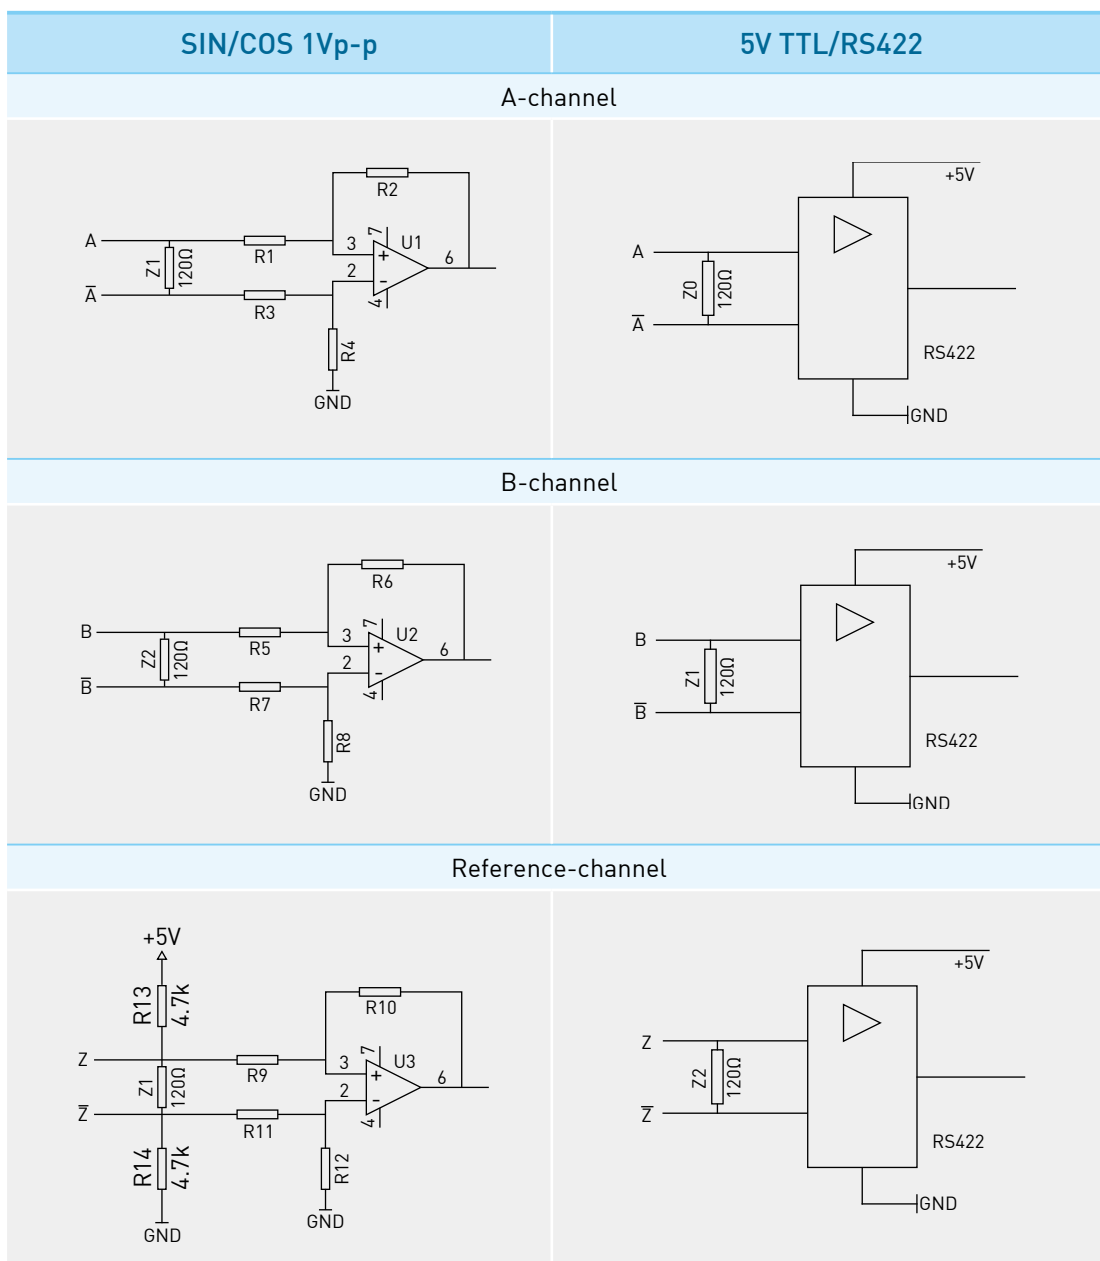 SIN/COS 1Vp-p
5V TTL/RS422
A-channel
A
A̅
Z1
120Ω
R1
R3
R2
3
2
7
4
U1
6
R4
GND
+5V
A
A̅
Z0
120Ω
RS422
GND
B-channel
B
B̅
Z2
120Ω
R5
R7
R6
3
2
7
4
U2
6
R8
GND
+5V
B
B̅
Z1
120Ω
RS422
GND
Reference-channel
+5V
R13
4.7k
Z
Z̅
Z1
120Ω
R14
4.7k
GND
R9
R11
R10
3
2
7
4
U3
6
R12
GND
+5V
Z
Z̅
Z2
120Ω
RS422
GND